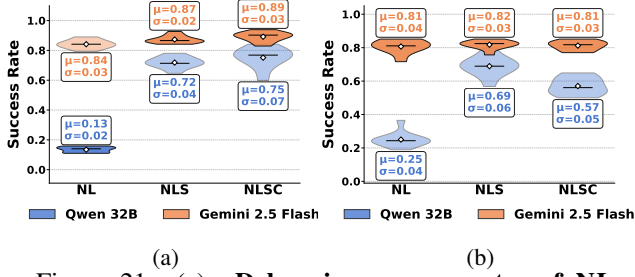 μ=0.87
σ=0.02
μ=0.89
σ=0.03
1.0
0.8
0.6
0.4
0.2
0.0
Success Rate
μ=0.84
σ=0.03
μ=0.72
σ=0.04
μ=0.75
σ=0.07
μ=0.13
σ=0.02
NL NLS NLSC
Qwen 32B Gemini 2.5 Flash
(a)
μ=0.81
σ=0.04
μ=0.82
σ=0.03
μ=0.81
σ=0.03
1.0
0.8
0.6
0.4
0.2
0.0
Success Rate
μ=0.69
σ=0.06
μ=0.57
σ=0.05
μ=0.25
σ=0.04
NL NLS NLSC
Qwen 32B Gemini 2.5 Flash
(b)